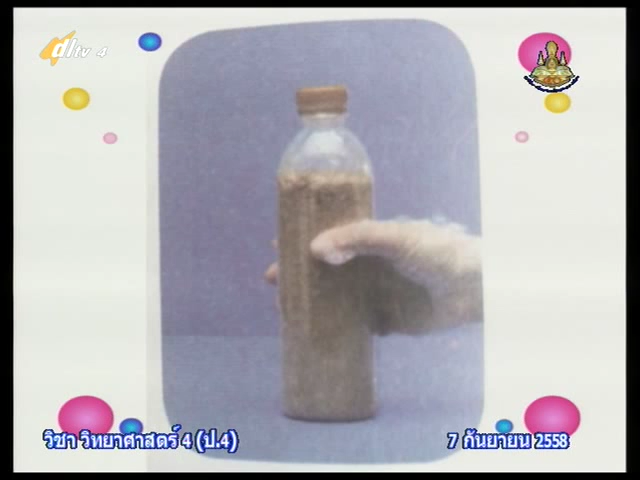 dltv 4
วิชา วิทยาศาสตร์ 4 (ป.4)
7 กันยายน 2558